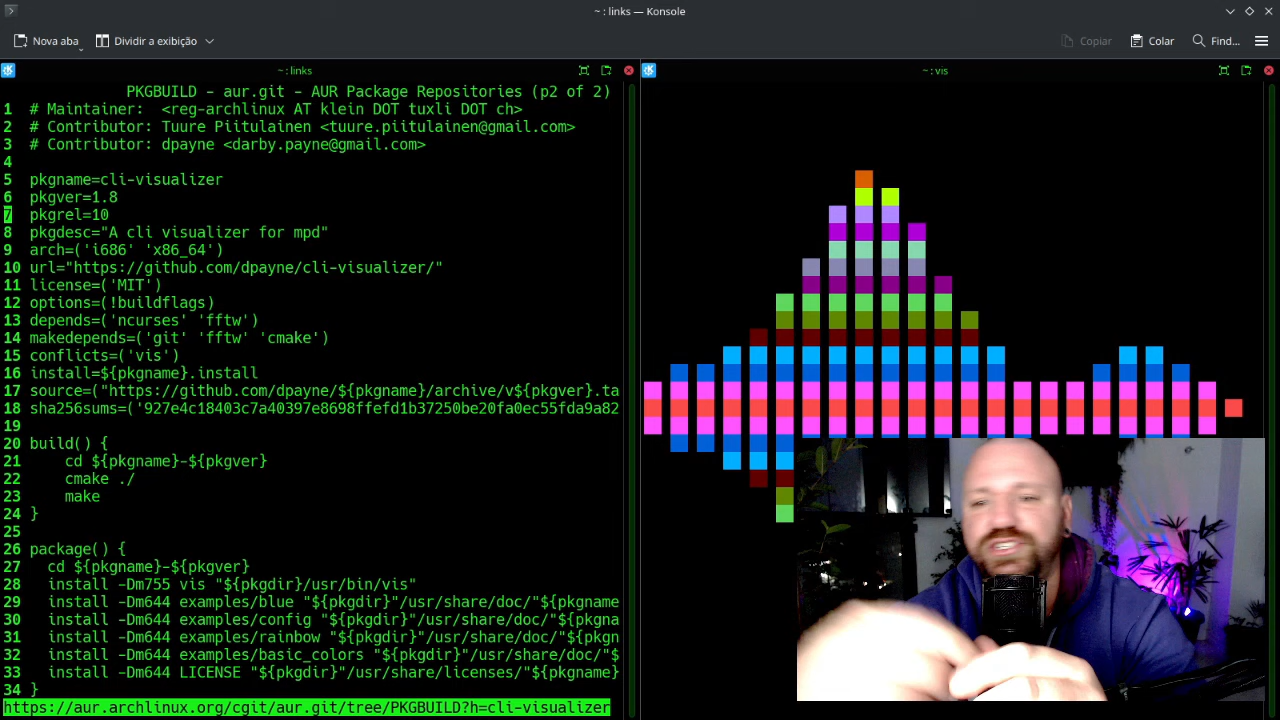 ~ : links — Konsole
Nova aba
Dividir a exibição
Copiar
Colar
Find...
~ : links
~ : vis
PKGBUILD - aur.git - AUR Package Repositories (p2 of 2)
1 # Maintainer:  <reg-archlinux AT klein DOT tuxli DOT ch>
2 # Contributor: Tuure Piitulainen <tuure.piitulainen@gmail.com>
3 # Contributor: dpayne <darby.payne@gmail.com>
4
5 pkgname=cli-visualizer
6 pkgver=1.8
7 pkgrel=10
8 pkgdesc="A cli visualizer for mpd"
9 arch=('i686' 'x86_64')
10 url="https://github.com/dpayne/cli-visualizer/"
11 license=('MIT')
12 options=(!buildflags)
13 depends=('ncurses' 'fftw')
14 makedepends=('git' 'fftw' 'cmake')
15 conflicts=('vis')
16 install=${pkgname}.install
17 source=("https://github.com/dpayne/${pkgname}/archive/v${pkgver}.ta
18 sha256sums=('927e4c18403c7a40397e8698ffefd1b37250be20fa0ec55fda9a82
19
20 build() {
21     cd ${pkgname}-${pkgver}
22     cmake ./
23     make
24 }
25
26 package() {
27   cd ${pkgname}-${pkgver}
28   install -Dm755 vis "${pkgdir}/usr/bin/vis"
29   install -Dm644 examples/blue "${pkgdir}"/usr/share/doc/"${pkgname
30   install -Dm644 examples/config "${pkgdir}"/usr/share/doc/"${pkgna
31   install -Dm644 examples/rainbow "${pkgdir}"/usr/share/doc/"${pkgn
32   install -Dm644 examples/basic_colors "${pkgdir}"/usr/share/doc/"$
33   install -Dm644 LICENSE "${pkgdir}"/usr/share/licenses/"${pkgname}
34 }
https://aur.archlinux.org/cgit/aur.git/tree/PKGBUILD?h=cli-visualizer